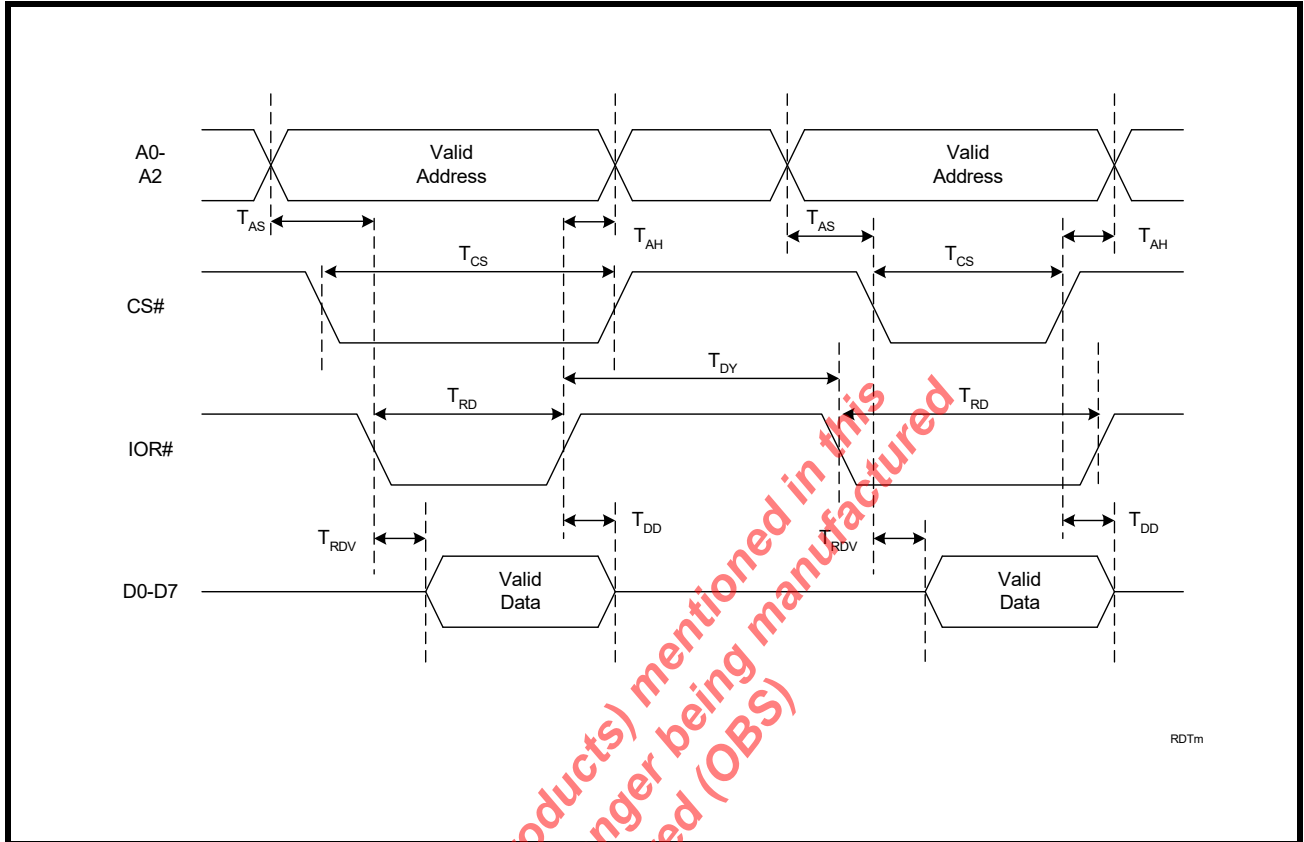 A0-
A2
Valid
Address
Valid
Address
TAS
TAH
TAS
TAH
CS#
TCS
TCS
TDY
IOR#
TRD
TRD
TRDV
TDD
TRDV
TDD
D0-D7
Valid
Data
Valid
Data
RDTm
oducts) mentioned in this
nger being manufactured
ed (OBS)